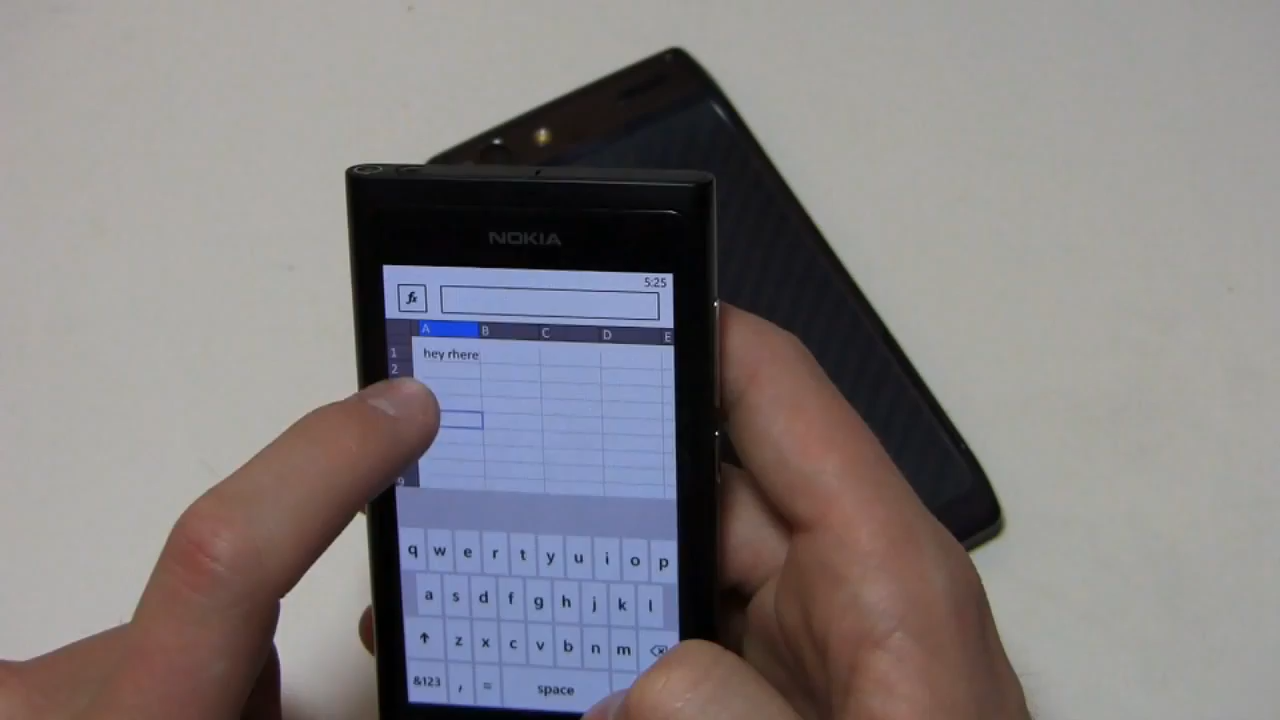 NOKIA
5:25
fx
A B C D E
1 hey rhere
2
9
q w e r t y u i o p
a s d f g h j k l
z x c v b n m
&123 , = space